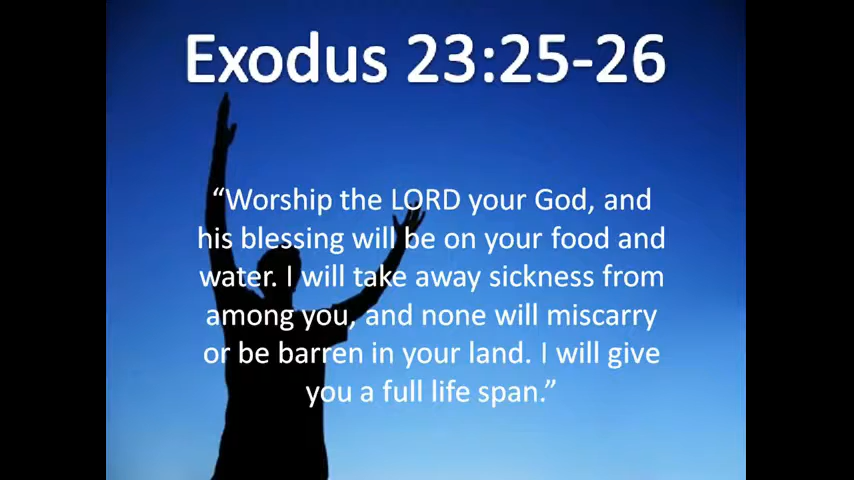 Exodus 23:25-26
“Worship the LORD your God, and
his blessing will be on your food and
water. I will take away sickness from
among you, and none will miscarry
or be barren in your land. I will give
you a full life span.”